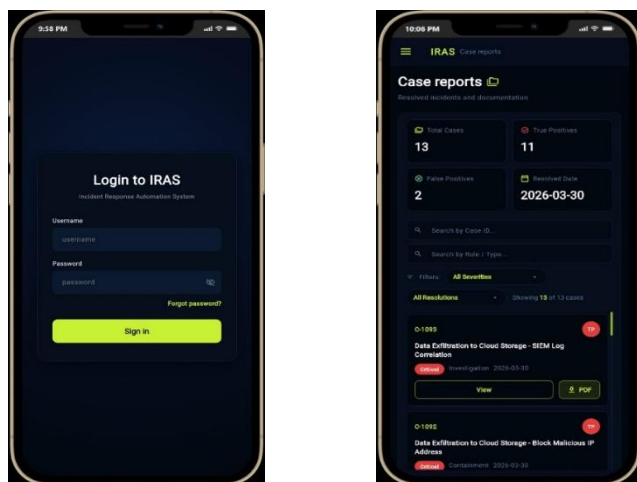 9:58 PM
Login to IRAS
Incident Response Automation System
Username
username
Password
password
Forgot password?
Sign in
10:06 PM
IRAS Case reports
Case reports
Resolved incidents and documentation
Total Cases
13
True Positives
11
False Positives
2
Resolved Date
2026-03-30
Search by Case ID...
Search by Rule / Type...
Filters: All Severities
All Resolutions
Showing 13 of 13 cases
O-1093
TP
Data Exfiltration to Cloud Storage - SIEM Log
Correlation
Critical Investigation 2026-03-30
View
PDF
O-1092
TP
Data Exfiltration to Cloud Storage - Block Malicious IP
Address
Critical Containment 2026-03-30